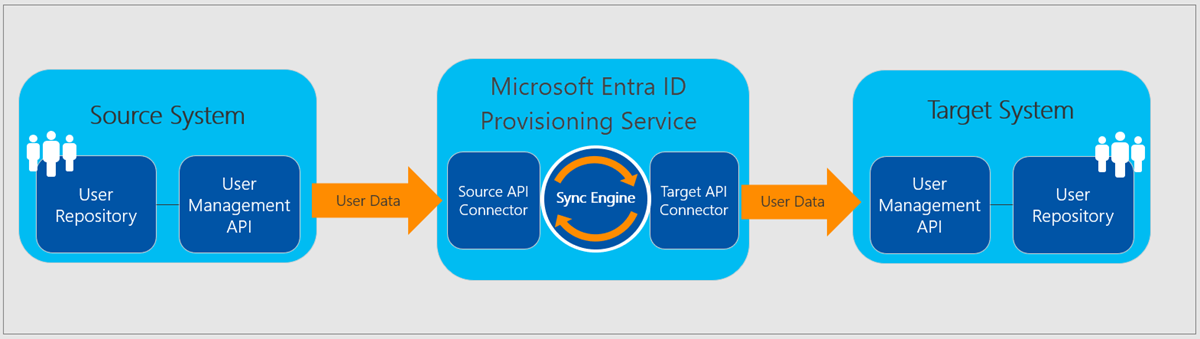 Source System
User
Repository
User
Management
API
User Data
Microsoft Entra ID
Provisioning Service
Source API
Connector
Sync Engine
Target API
Connector
User Data
Target System
User
Management
API
User
Repository